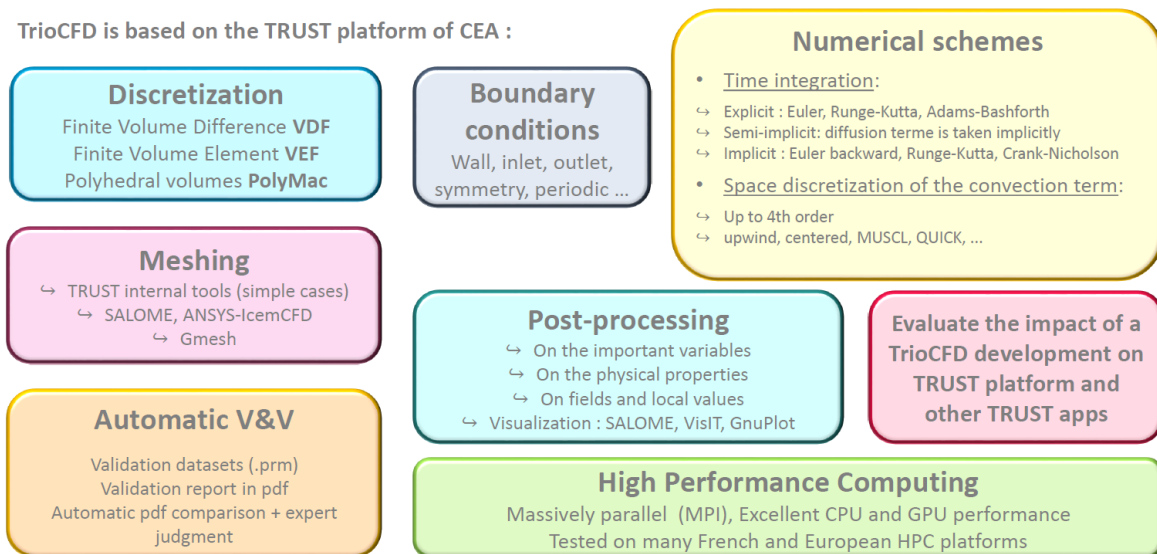 TrioCFD is based on the TRUST platform of CEA :
Discretization
Finite Volume Difference VDF
Finite Volume Element VEF
Polyhedral volumes PolyMac
Boundary
conditions
Wall, inlet, outlet,
symmetry, periodic ...
Numerical schemes
• Time integration:
↪ Explicit : Euler, Runge-Kutta, Adams-Bashforth
↪ Semi-implicit: diffusion terme is taken implicitly
↪ Implicit : Euler backward, Runge-Kutta, Crank-Nicholson
• Space discretization of the convection term:
↪ Up to 4th order
↪ upwind, centered, MUSCL, QUICK, ...
Meshing
↪ TRUST internal tools (simple cases)
↪ SALOME, ANSYS-IcemCFD
↪ Gmesh
Post-processing
↪ On the important variables
↪ On the physical properties
↪ On fields and local values
↪ Visualization : SALOME, VisIT, GnuPlot
Evaluate the impact of a
TrioCFD development on
TRUST platform and
other TRUST apps
Automatic V&V
Validation datasets (.prm)
Validation report in pdf
Automatic pdf comparison + expert
judgment
High Performance Computing
Massively parallel (MPI), Excellent CPU and GPU performance
Tested on many French and European HPC platforms